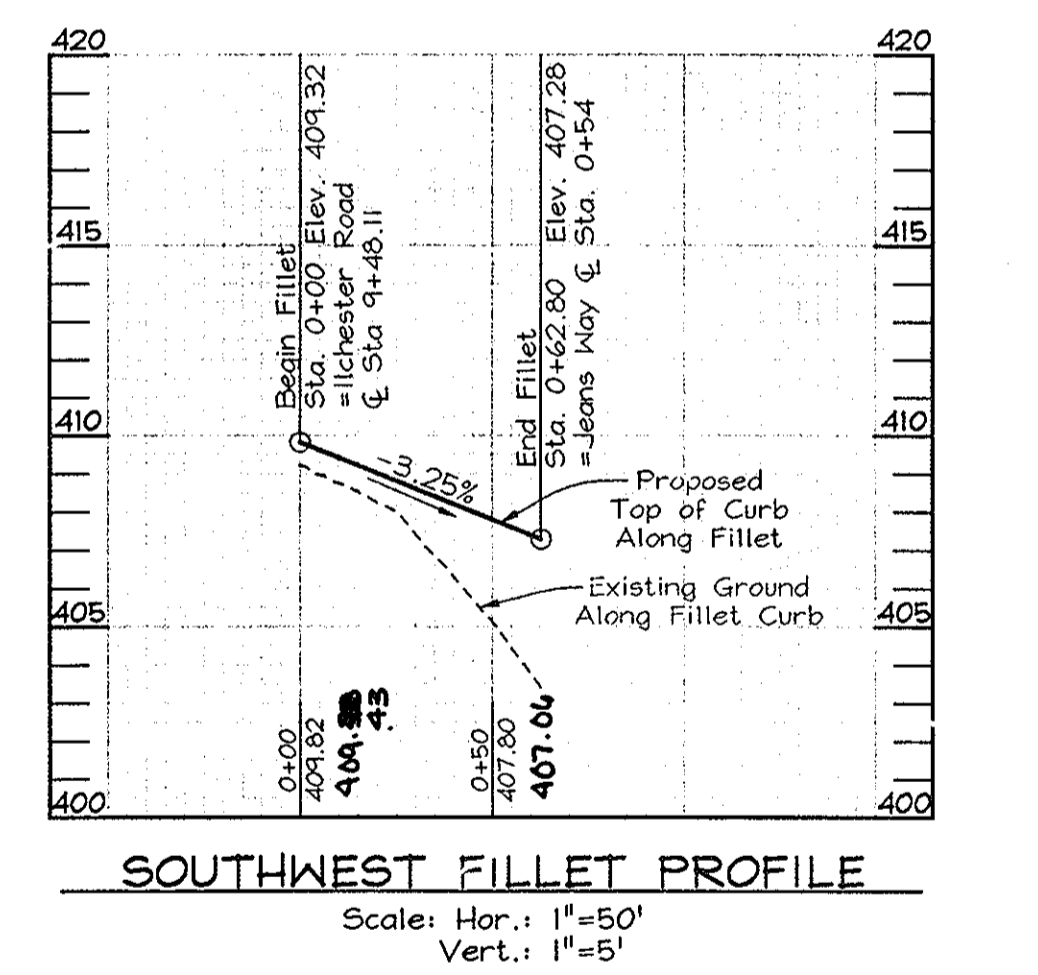 420
420
Begin Fillet
Sta. 0+00 Elev. 409.32
=Ilchester Road
℄ Sta 9+48.11
End Fillet
Sta. 0+62.80 Elev. 407.28
=Jeans Way ℄ Sta. 0+54
415
415
410
410
-3.25%
Proposed
Top of Curb
Along Fillet
Existing Ground
Along Fillet Curb
405
405
0+00
409.82
409.
.43
0+50
407.80
407.06
400
400
SOUTHWEST FILLET PROFILE
Scale: Hor.: 1"=50'
Vert.: 1"=5'